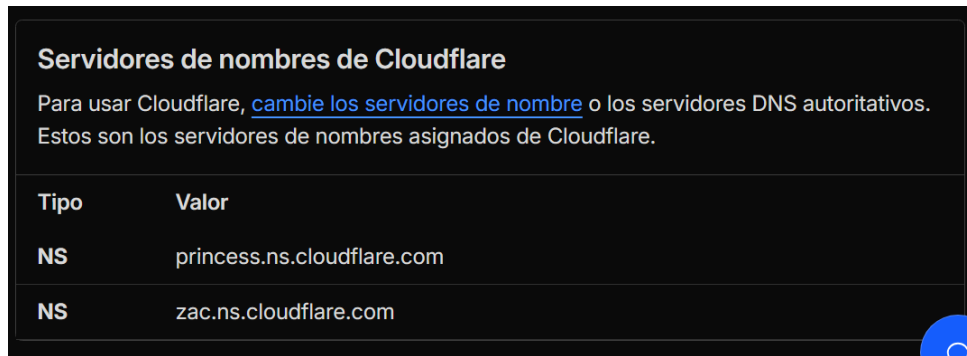 Servidores de nombres de Cloudflare
Para usar Cloudflare, cambie los servidores de nombre o los servidores DNS autoritativos.
Estos son los servidores de nombres asignados de Cloudflare.
Tipo Valor
NS princess.ns.cloudflare.com
NS zac.ns.cloudflare.com